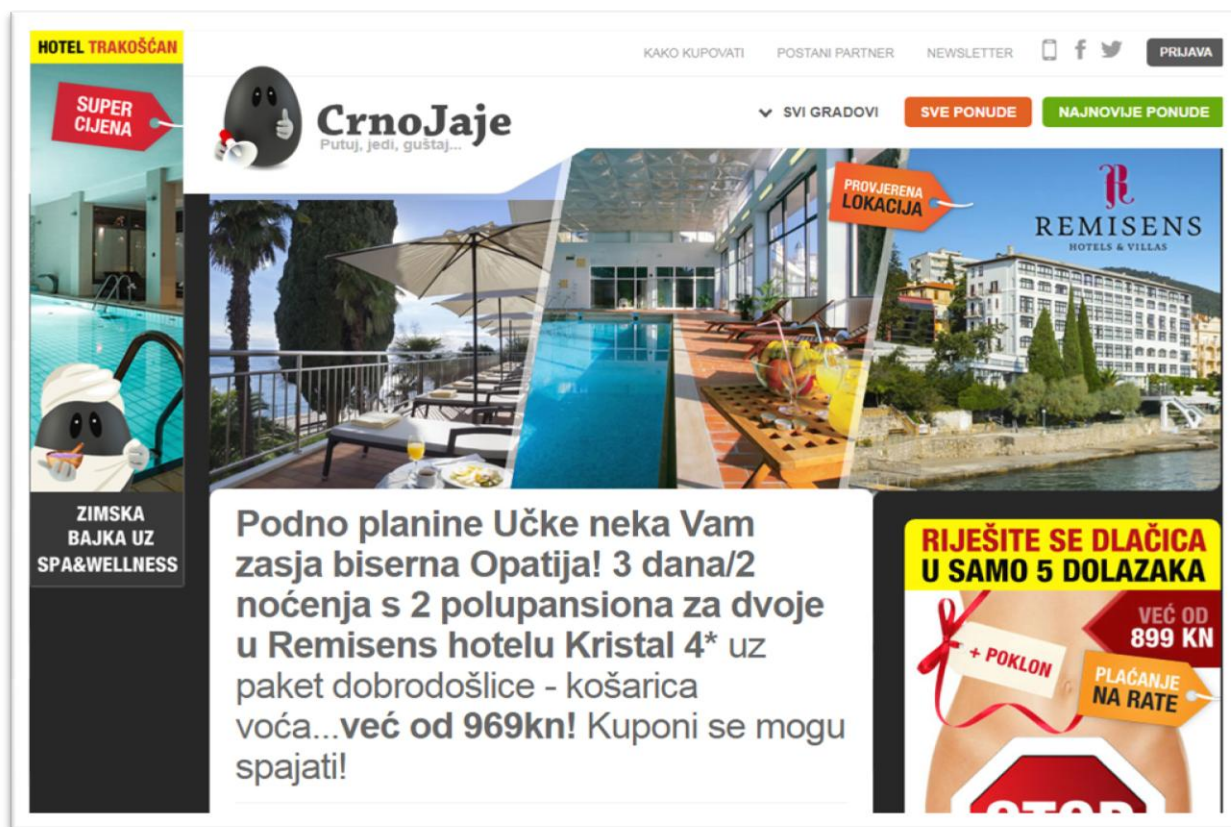 HOTEL TRAKOŠĆAN
SUPER
CIJENA
ZIMSKA
BAJKA UZ
SPA&WELLNESS
KAKO KUPOVATI
POSTANI PARTNER
NEWSLETTER
PRIJAVA
CrnoJaje
Putuj, jedi, guštaj...
SVI GRADOVI
SVE PONUDE
NAJNOVIJE PONUDE
PROVJERENA
LOKACIJA
R
REMISENS
HOTELS & VILLAS
Podno planine Učke neka Vam
zasja biserna Opatija! 3 dana/2
noćenja s 2 polupansiona za dvoje
u Remisens hotelu Kristal 4* uz
paket dobrodošlice - košarica
voća...već od 969kn! Kuponi se mogu
spajati!
RIJEŠITE SE DLAČICA
U SAMO 5 DOLAZAKA
VEĆ OD
899 KN
+ POKLON
PLAĆANJE
NA RATE
STOP